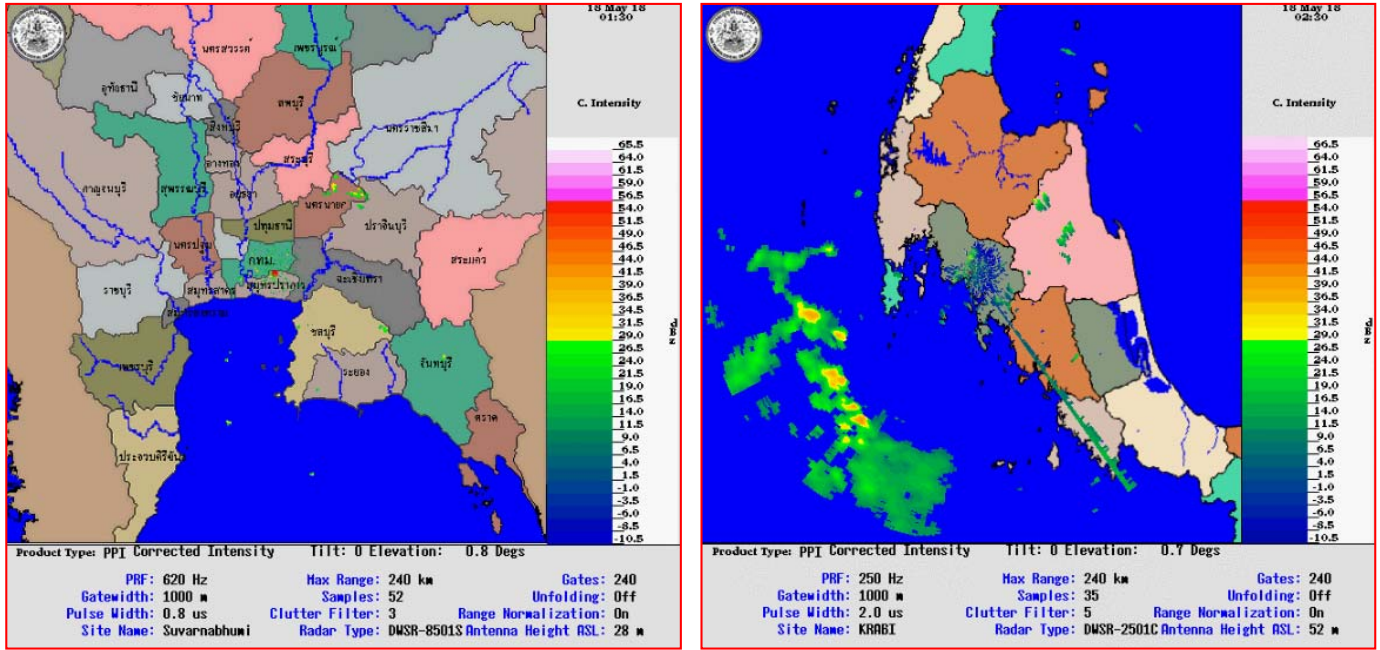 18 May 18
01:30
นครสวรรค์
เพชรบูรณ์
อุทัยธานี
ชัยนาท
ลพบุรี
C. Intensity
สิงห์บุรี
นครราชสีมา
สระบุรี
อ่างทอง
กาญจนบุรี
สุพรรณบุรี
อยุธยา
นครนายก
ปทุมธานี
ปราจีนบุรี
นครปฐม
กทม.
สระแก้ว
ฉะเชิงเทรา
ราชบุรี
สมุทรสาคร
สมุทรปราการ
ชลบุรี
เพชรบุรี
ระยอง
จันทบุรี
ตราด
ประจวบคีรีขันธ์
65.5
64.0
61.5
59.0
56.5
54.0
51.5
49.0
46.5
44.0
41.5
39.0
36.5
34.0
31.5
29.0
26.5
24.0
21.5
19.0
16.5
14.0
11.5
9.0
6.5
4.0
1.5
-1.0
-3.5
-6.0
-8.5
-10.5
Product Type: PPI Corrected Intensity Tilt: 0 Elevation: 0.8 Degs
PRF: 620 Hz Max Range: 240 km Gates: 240
Gatewidth: 1000 m Samples: 52 Unfolding: Off
Pulse Width: 0.8 us Clutter Filter: 3 Range Normalization: On
Site Name: Suvarnabhumi Radar Type: DWSR-8501S Antenna Height ASL: 28 m
18 May 18
02:30
C. Intensity
66.5
64.0
61.5
59.0
56.5
54.0
51.5
49.0
46.5
44.0
41.5
39.0
36.5
34.0
31.5
29.0
26.5
24.0
21.5
19.0
16.5
14.0
11.5
9.0
6.5
4.0
1.5
-1.0
-3.5
-6.0
-8.5
-10.5
Product Type: PPI Corrected Intensity Tilt: 0 Elevation: 0.7 Degs
PRF: 250 Hz Max Range: 240 km Gates: 240
Gatewidth: 1000 m Samples: 35 Unfolding: Off
Pulse Width: 2.0 us Clutter Filter: 5 Range Normalization: On
Site Name: KRABI Radar Type: DWSR-2501C Antenna Height ASL: 52 m